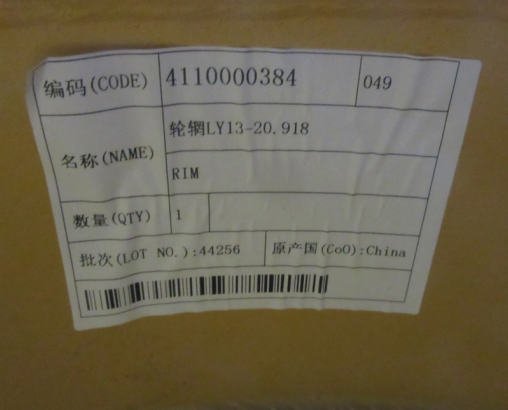 编码(CODE) 4110000384 049
名称(NAME) 轮辋LY13-20.918
RIM
数量(QTY) 1
批次(LOT NO.):44256 原产国(CoO):China